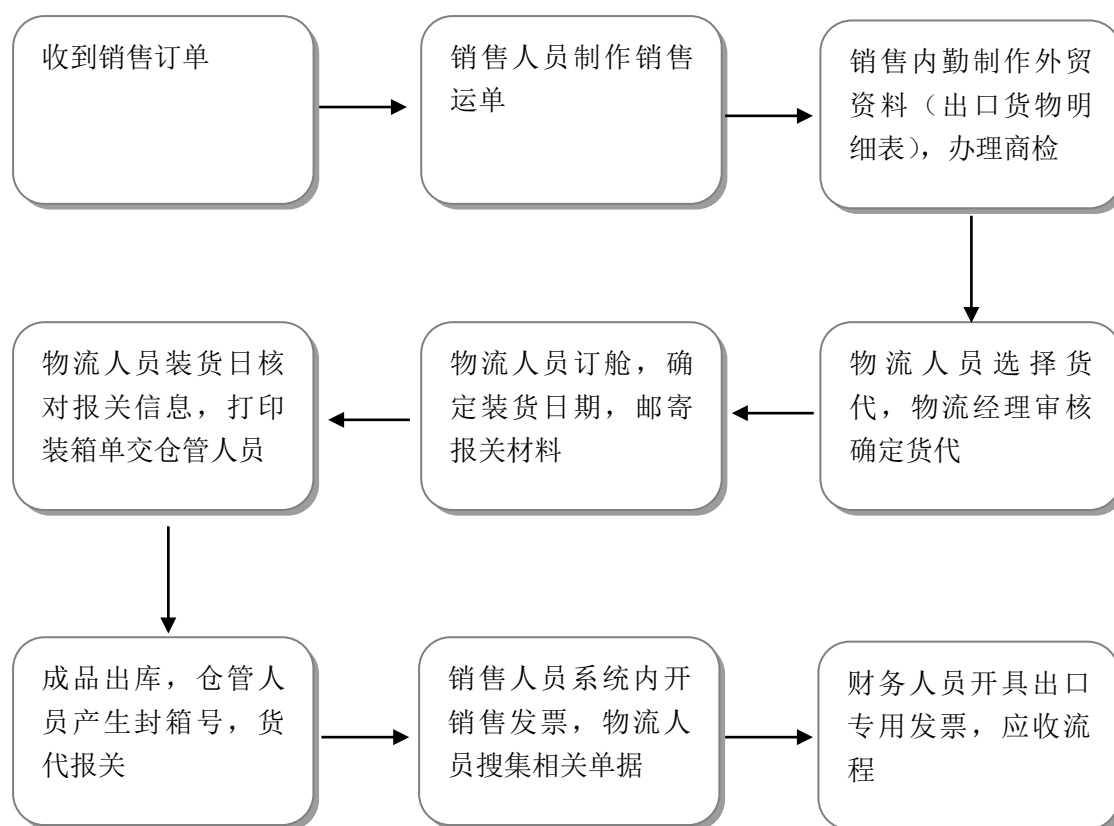 收到销售订单
销售人员制作销售
运单
销售内勤制作外贸
资料（出口货物明
细表），办理商检
物流人员选择货
代，物流经理审核
确定货代
物流人员订舱，确
定装货日期，邮寄
报关材料
物流人员装货日核
对报关信息，打印
装箱单交仓管人员
成品出库，仓管人
员产生封箱号，货
代报关
销售人员系统内开
销售发票，物流人
员搜集相关单据
财务人员开具出口
专用发票，应收流
程